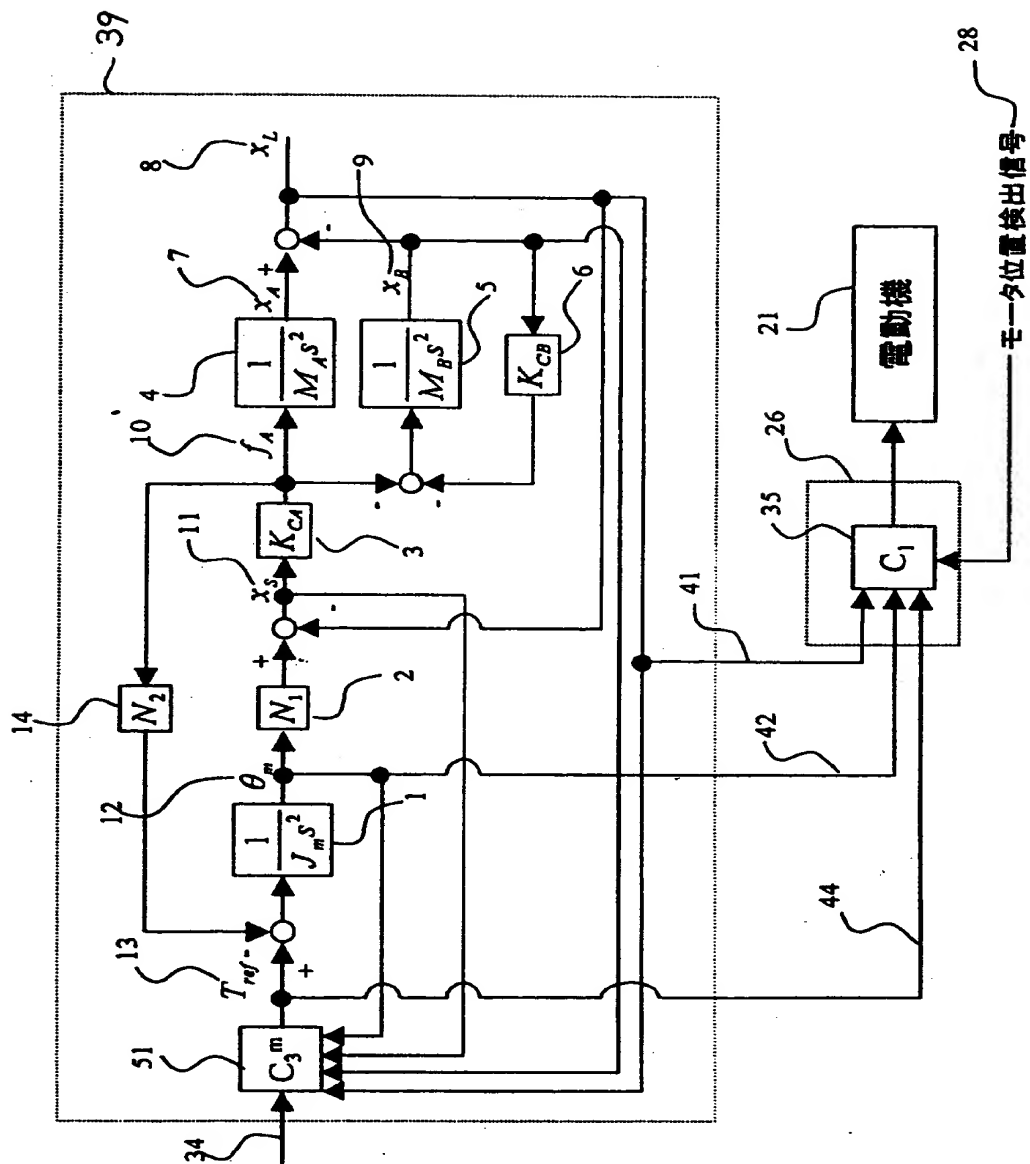 39
8
x_L
7
x_A
+
-
9
x_B
4
1
M_A s^2
5
1
M_B s^2
6
K_CB
10
f_A
-
-
11
x_S
K_CA
3
+
-
14
N_2
N_1
2
12
θ_m
1
J_m s^2
1
13
T_ref
-
+
51
C_3^m
34
28
モータ位置検出信号
21
電動機
26
35
C_1
41
42
44